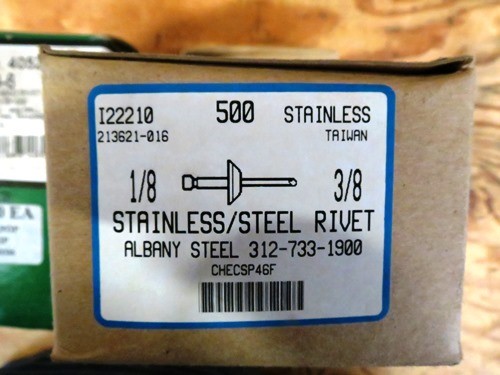 I22210 500 STAINLESS
213621-016 TAIWAN
1/8 3/8
STAINLESS/STEEL RIVET
ALBANY STEEL 312-733-1900
CHECSP46F
EA